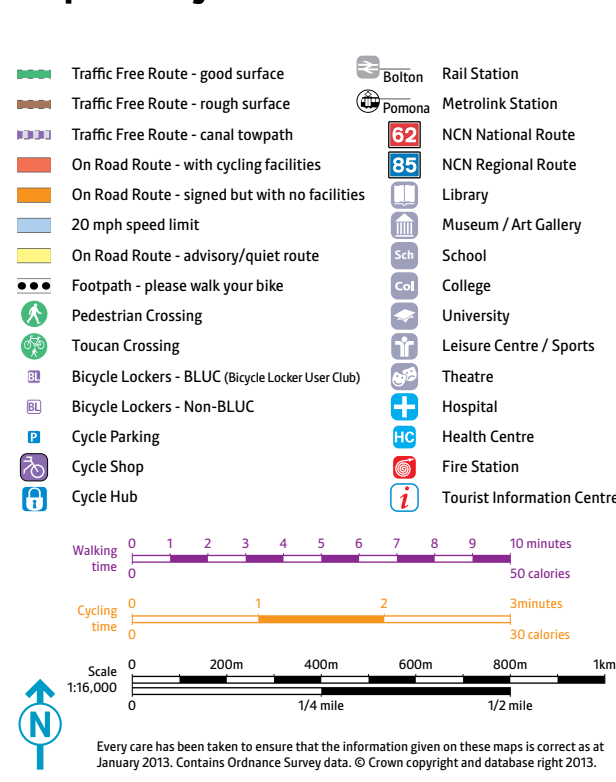 Traffic Free Route - good surface
Traffic Free Route - rough surface
Traffic Free Route - canal towpath
On Road Route - with cycling facilities
On Road Route - signed but with no facilities
20 mph speed limit
On Road Route - advisory/quiet route
Footpath - please walk your bike
Pedestrian Crossing
Toucan Crossing
BL Bicycle Lockers - BLUC (Bicycle Locker User Club)
BL Bicycle Lockers - Non-BLUC
P Cycle Parking
Cycle Shop
Cycle Hub
Bolton Rail Station
Pomona Metrolink Station
62 NCN National Route
85 NCN Regional Route
Library
Museum / Art Gallery
Sch School
Col College
University
Leisure Centre / Sports
Theatre
Hospital
HC Health Centre
Fire Station
i Tourist Information Centre
Walking time
0 1 2 3 4 5 6 7 8 9 10 minutes
0 50 calories
Cycling time
0 1 2 3minutes
0 30 calories
Scale 1:16,000
0 200m 400m 600m 800m 1km
0 1/4 mile 1/2 mile
N
Every care has been taken to ensure that the information given on these maps is correct as at
January 2013. Contains Ordnance Survey data. © Crown copyright and database right 2013.